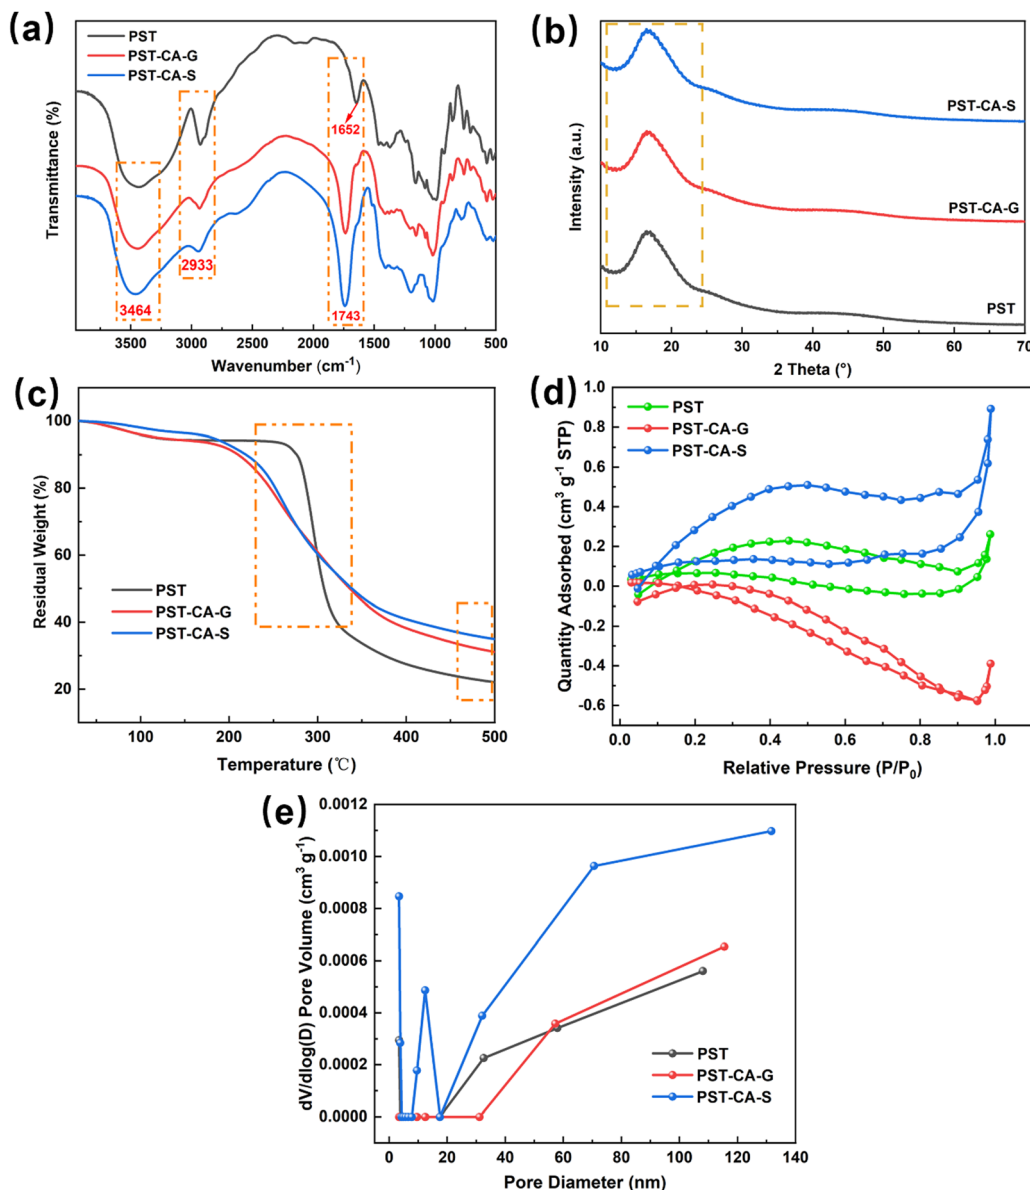 (a)
PST
PST-CA-G
PST-CA-S
1652
2933
3464
1743
Transmittance (%)
3500 3000 2500 2000 1500 1000 500
Wavenumber (cm-1)
(b)
PST-CA-S
PST-CA-G
PST
Intensity (a.u.)
10 20 30 40 50 60 70
2 Theta (°)
(c)
100
80
60
40
20
Residual Weight (%)
PST
PST-CA-G
PST-CA-S
100 200 300 400 500
Temperature (℃)
(d)
1.0
0.8
0.6
0.4
0.2
0.0
-0.2
-0.4
-0.6
Quantity Adsorbed (cm3 g-1 STP)
PST
PST-CA-G
PST-CA-S
0.0 0.2 0.4 0.6 0.8 1.0
Relative Pressure (P/P0)
(e)
0.0012
0.0010
0.0008
0.0006
0.0004
0.0002
0.0000
dV/dlog(D) Pore Volume (cm3 g-1)
PST
PST-CA-G
PST-CA-S
0 20 40 60 80 100 120 140
Pore Diameter (nm)